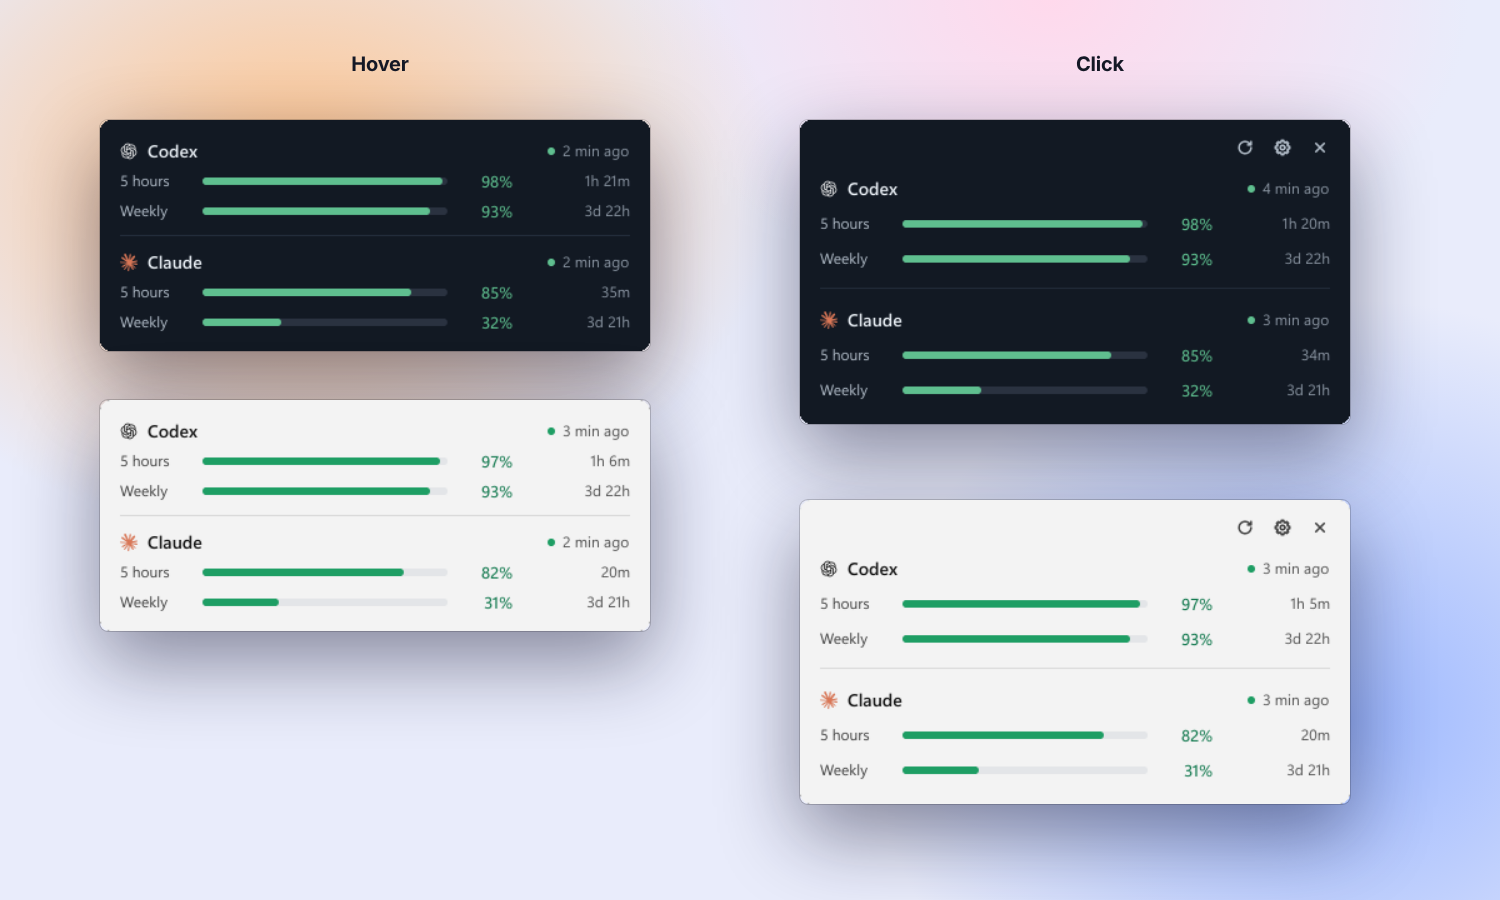 Hover
Codex 2 min ago
5 hours 98% 1h 21m
Weekly 93% 3d 22h
Claude 2 min ago
5 hours 85% 35m
Weekly 32% 3d 21h
Codex 3 min ago
5 hours 97% 1h 6m
Weekly 93% 3d 22h
Claude 2 min ago
5 hours 82% 20m
Weekly 31% 3d 21h
Click
Codex 4 min ago
5 hours 98% 1h 20m
Weekly 93% 3d 22h
Claude 3 min ago
5 hours 85% 34m
Weekly 32% 3d 21h
Codex 3 min ago
5 hours 97% 1h 5m
Weekly 93% 3d 22h
Claude 3 min ago
5 hours 82% 20m
Weekly 31% 3d 21h